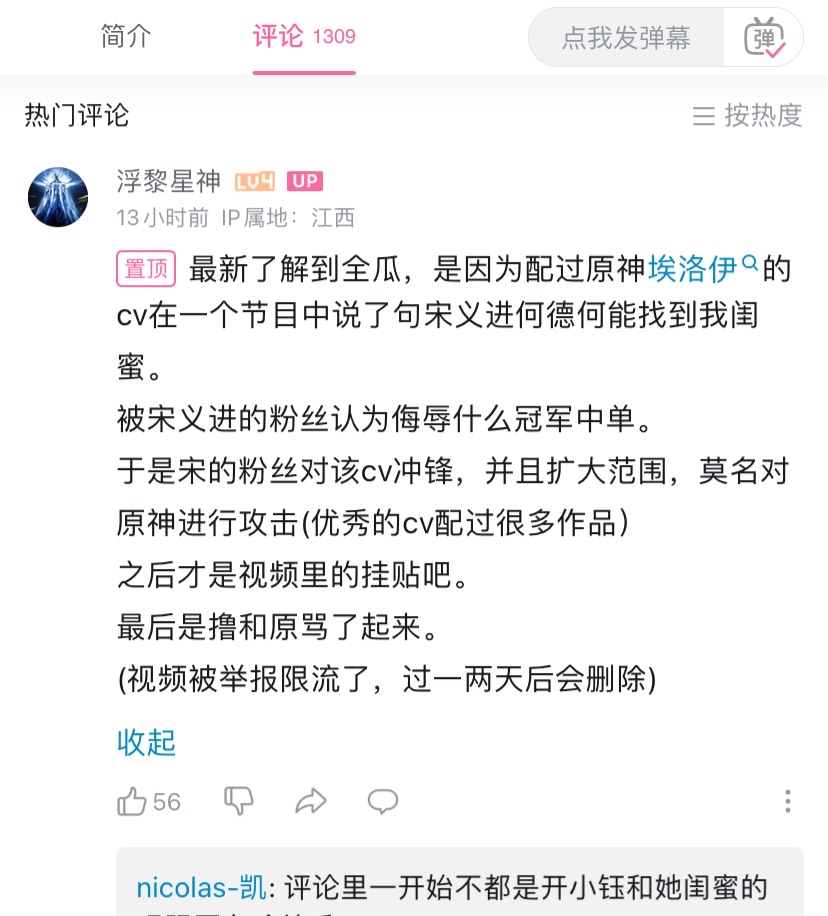 简介
评论 1309
点我发弹幕
弹
热门评论
按热度
浮黎星神 LV4 UP
13小时前 IP属地：江西
置顶 最新了解到全瓜，是因为配过原神埃洛伊的
cv在一个节目中说了句宋义进何德何能找到我闺
蜜。
被宋义进的粉丝认为侮辱什么冠军中单。
于是宋的粉丝对该cv冲锋，并且扩大范围，莫名对
原神进行攻击(优秀的cv配过很多作品）
之后才是视频里的挂贴吧。
最后是撸和原骂了起来。
(视频被举报限流了，过一两天后会删除)
收起
56
nicolas-凯: 评论里一开始不都是开小钰和她闺蜜的